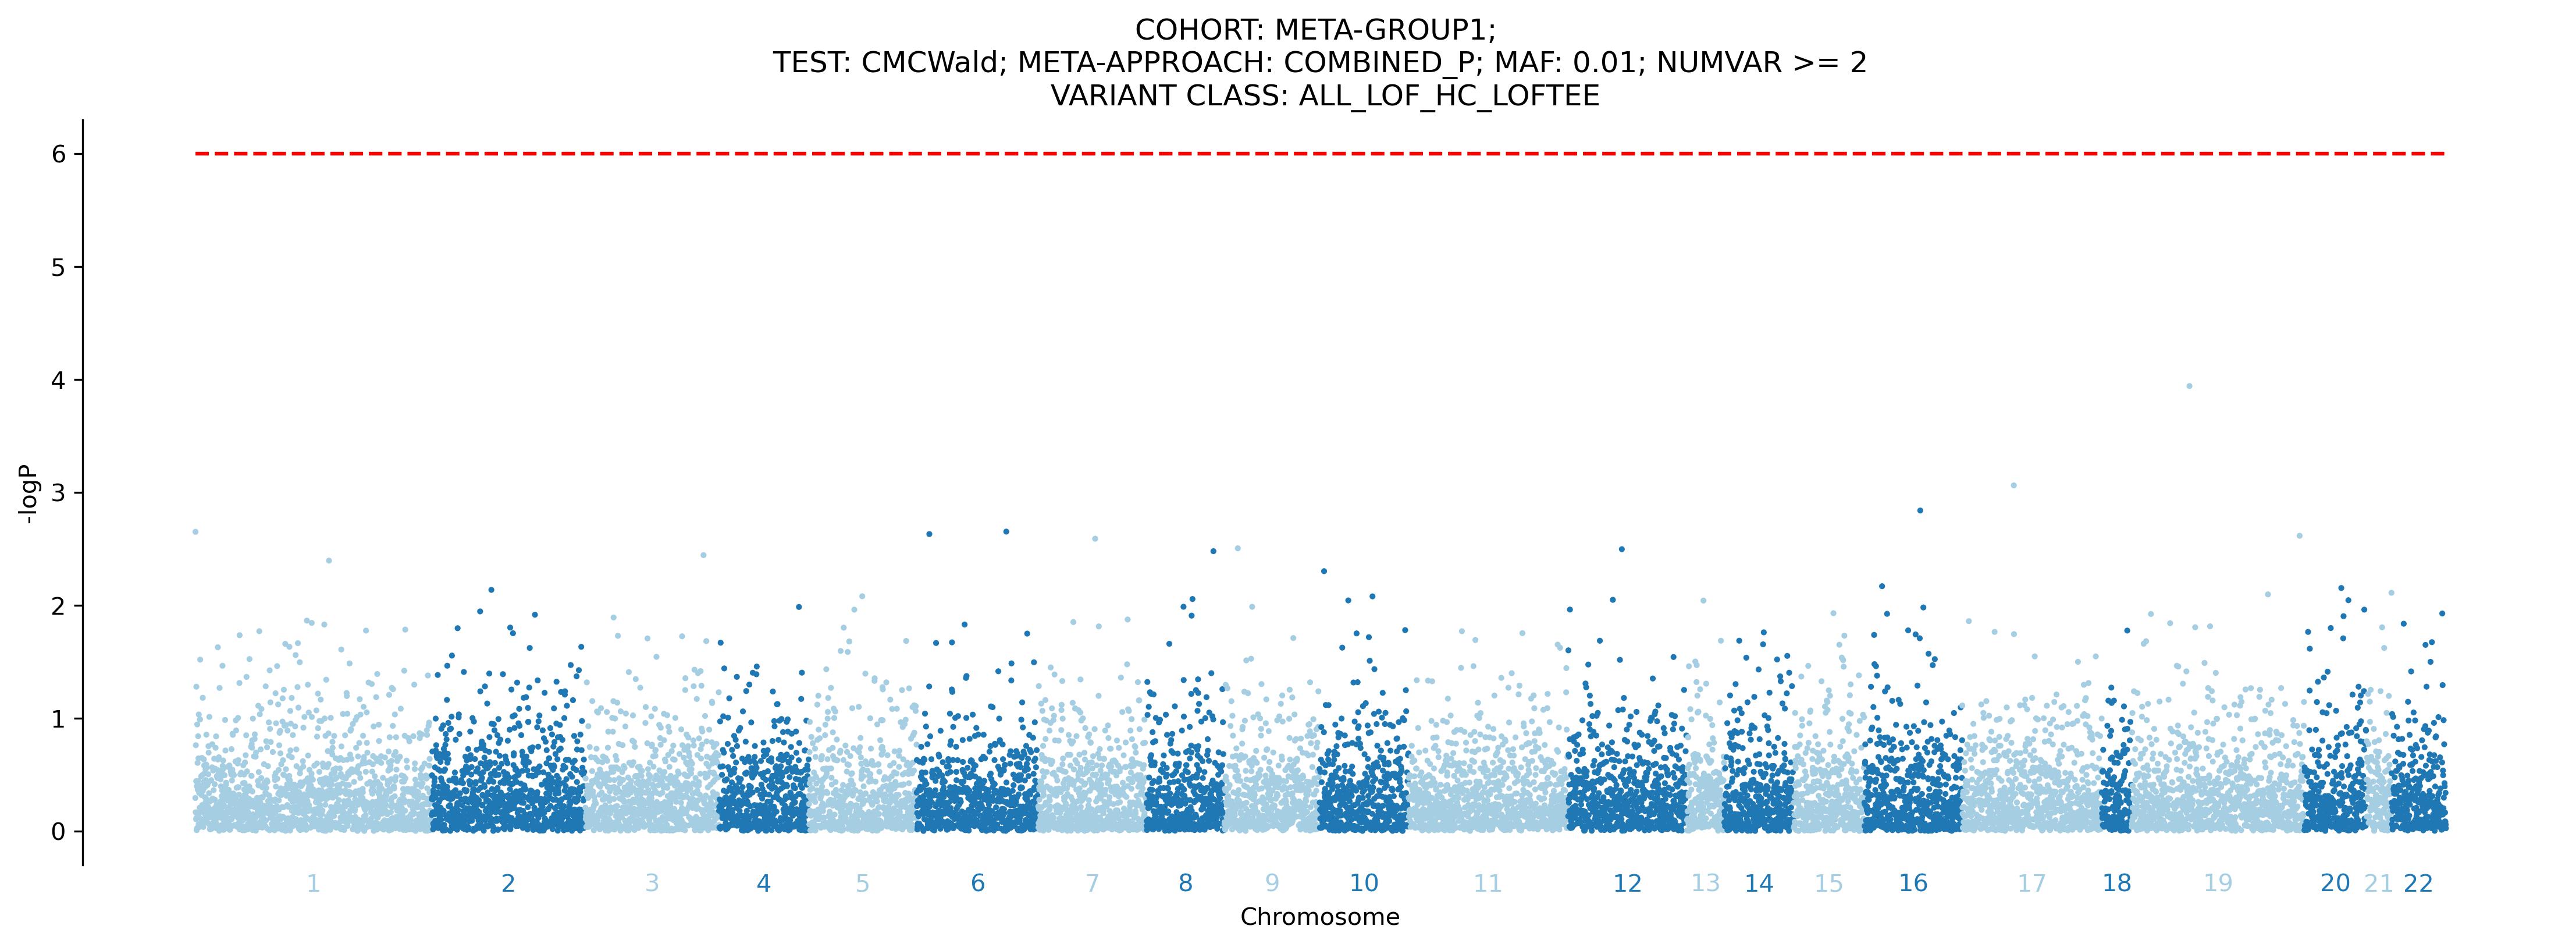 COHORT: META-GROUP1;
TEST: CMCWald; META-APPROACH: COMBINED_P; MAF: 0.01; NUMVAR >= 2
VARIANT CLASS: ALL_LOF_HC_LOFTEE
6
5
4
3
2
1
0
-logP
1 2 3 4 5 6 7 8 9 10 11 12 13 14 15 16 17 18 19 20 21 22
Chromosome